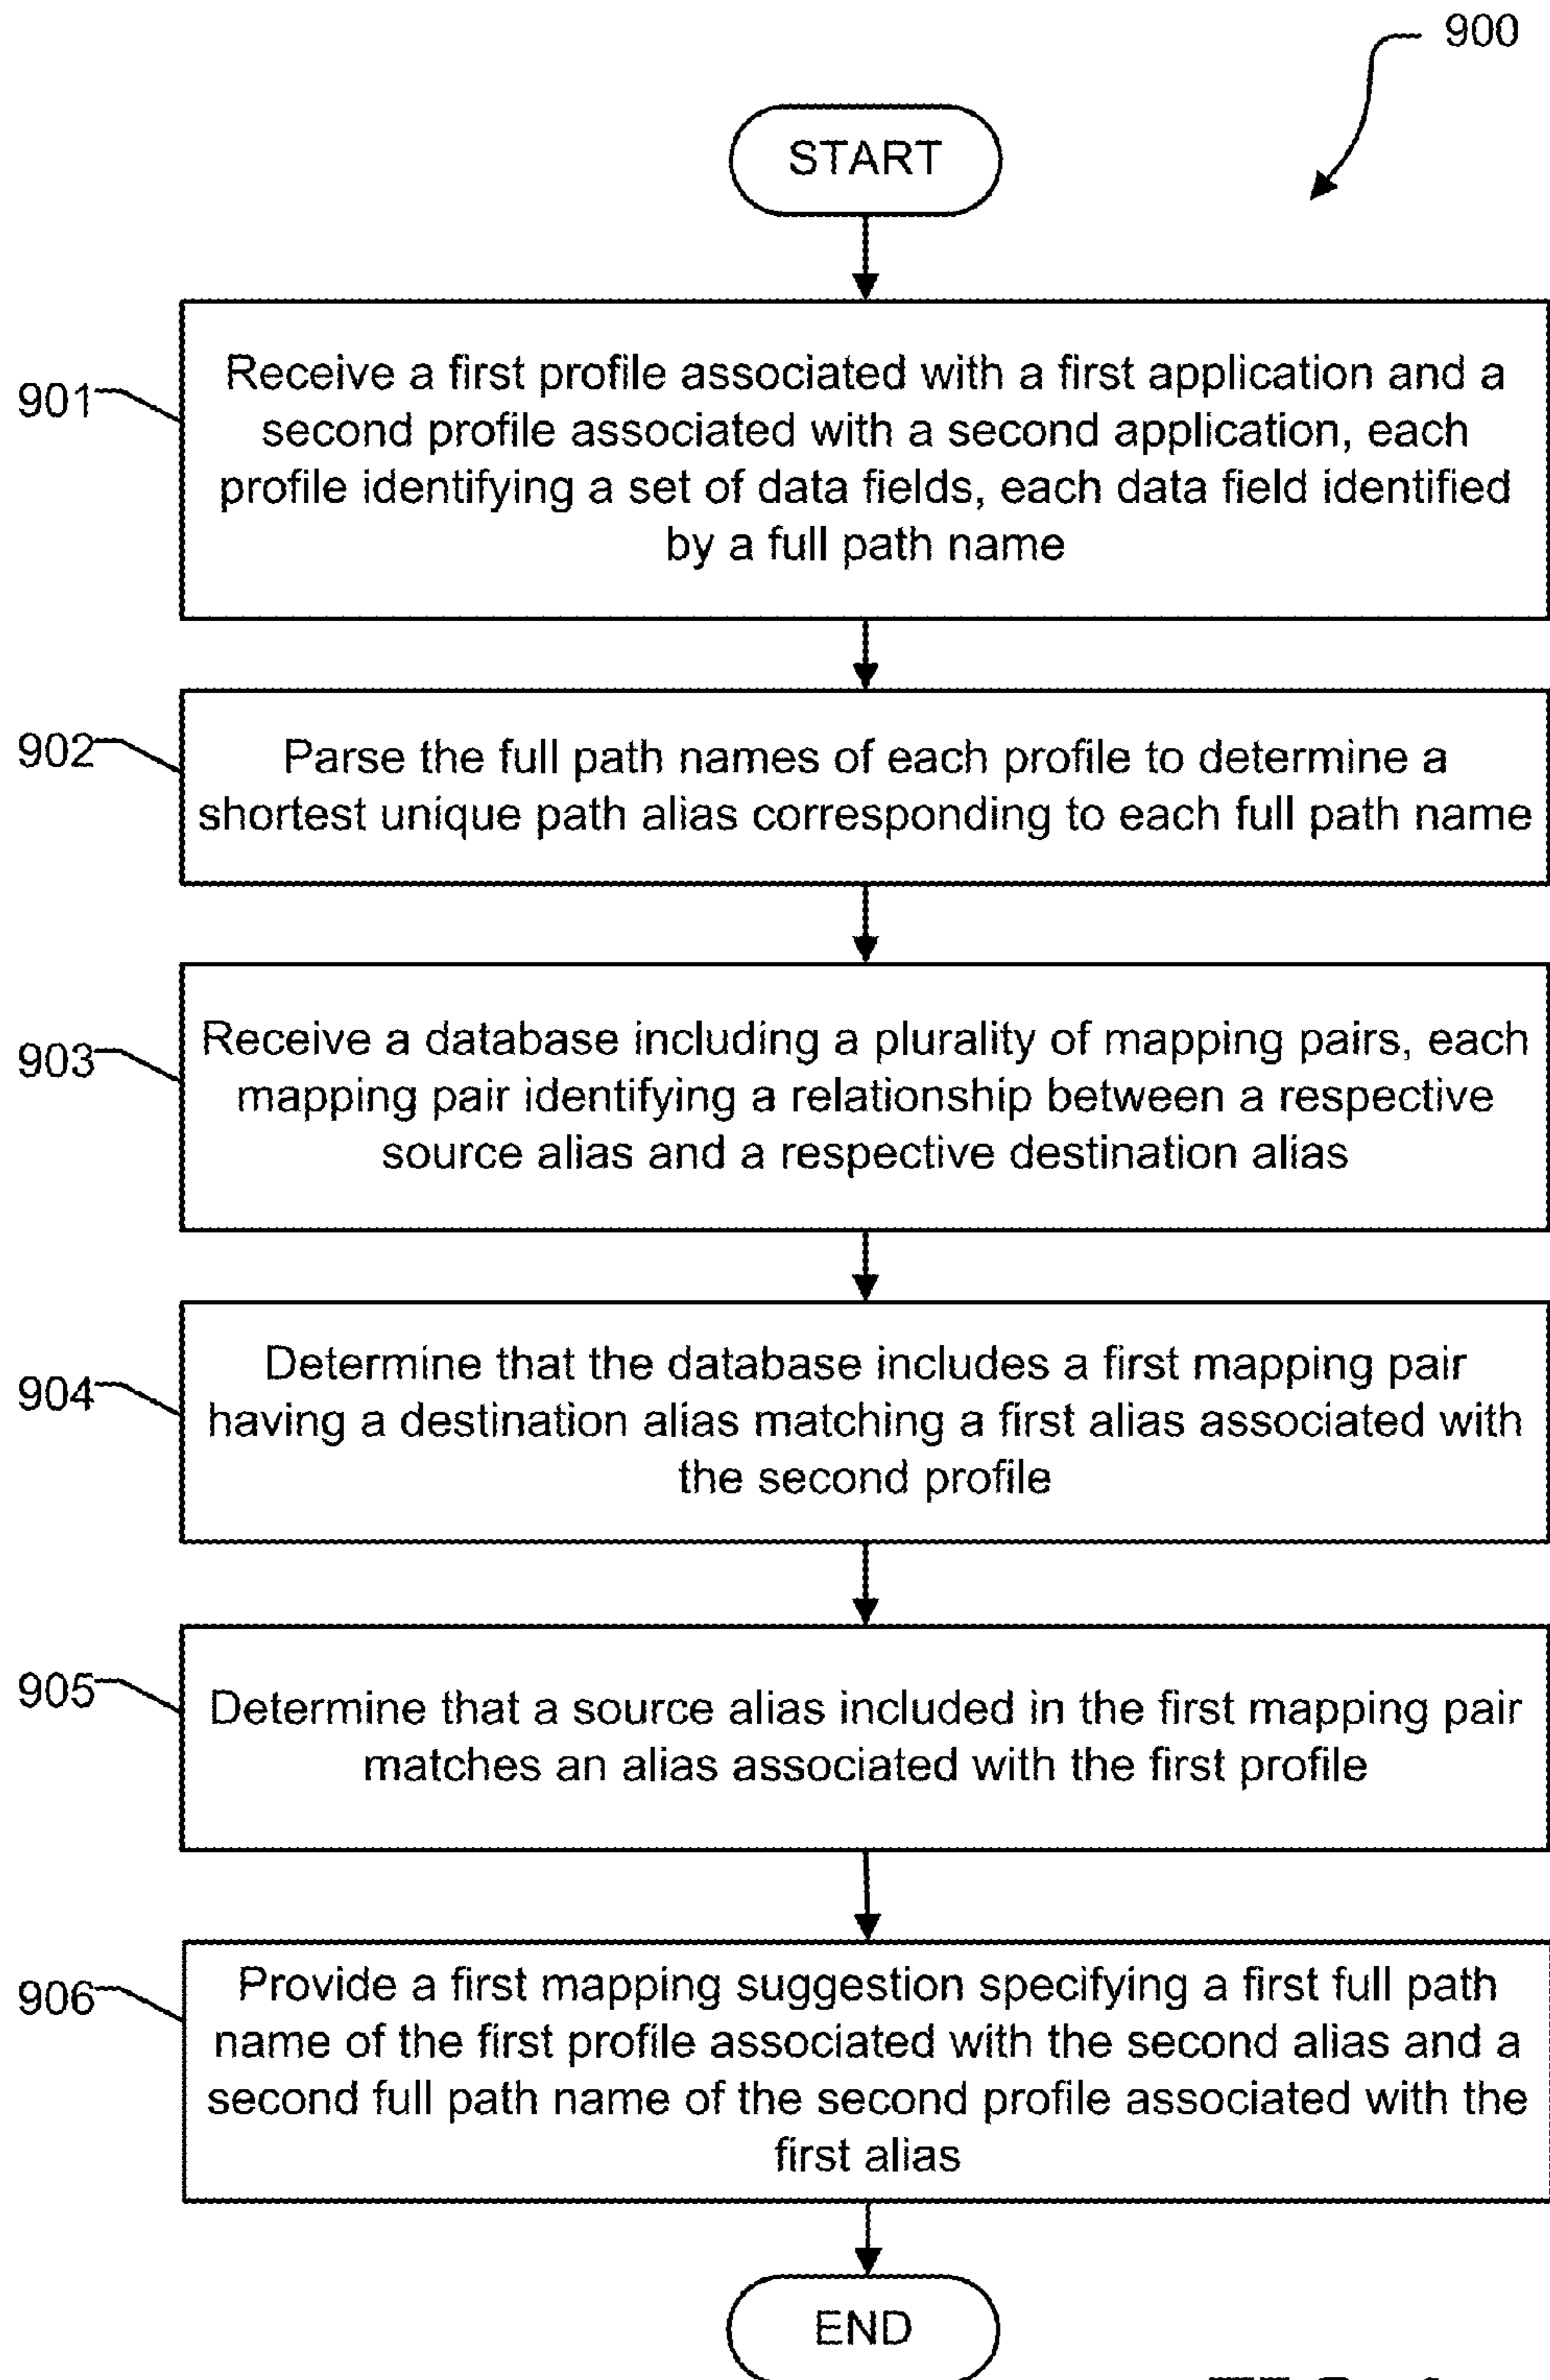 900
START
901
Receive a first profile associated with a first application and a
second profile associated with a second application, each
profile identifying a set of data fields, each data field identified
by a full path name
902
Parse the full path names of each profile to determine a
shortest unique path alias corresponding to each full path name
903
Receive a database including a plurality of mapping pairs, each
mapping pair identifying a relationship between a respective
source alias and a respective destination alias
904
Determine that the database includes a first mapping pair
having a destination alias matching a first alias associated with
the second profile
905
Determine that a source alias included in the first mapping pair
matches an alias associated with the first profile
906
Provide a first mapping suggestion specifying a first full path
name of the first profile associated with the second alias and a
second full path name of the second profile associated with the
first alias
END